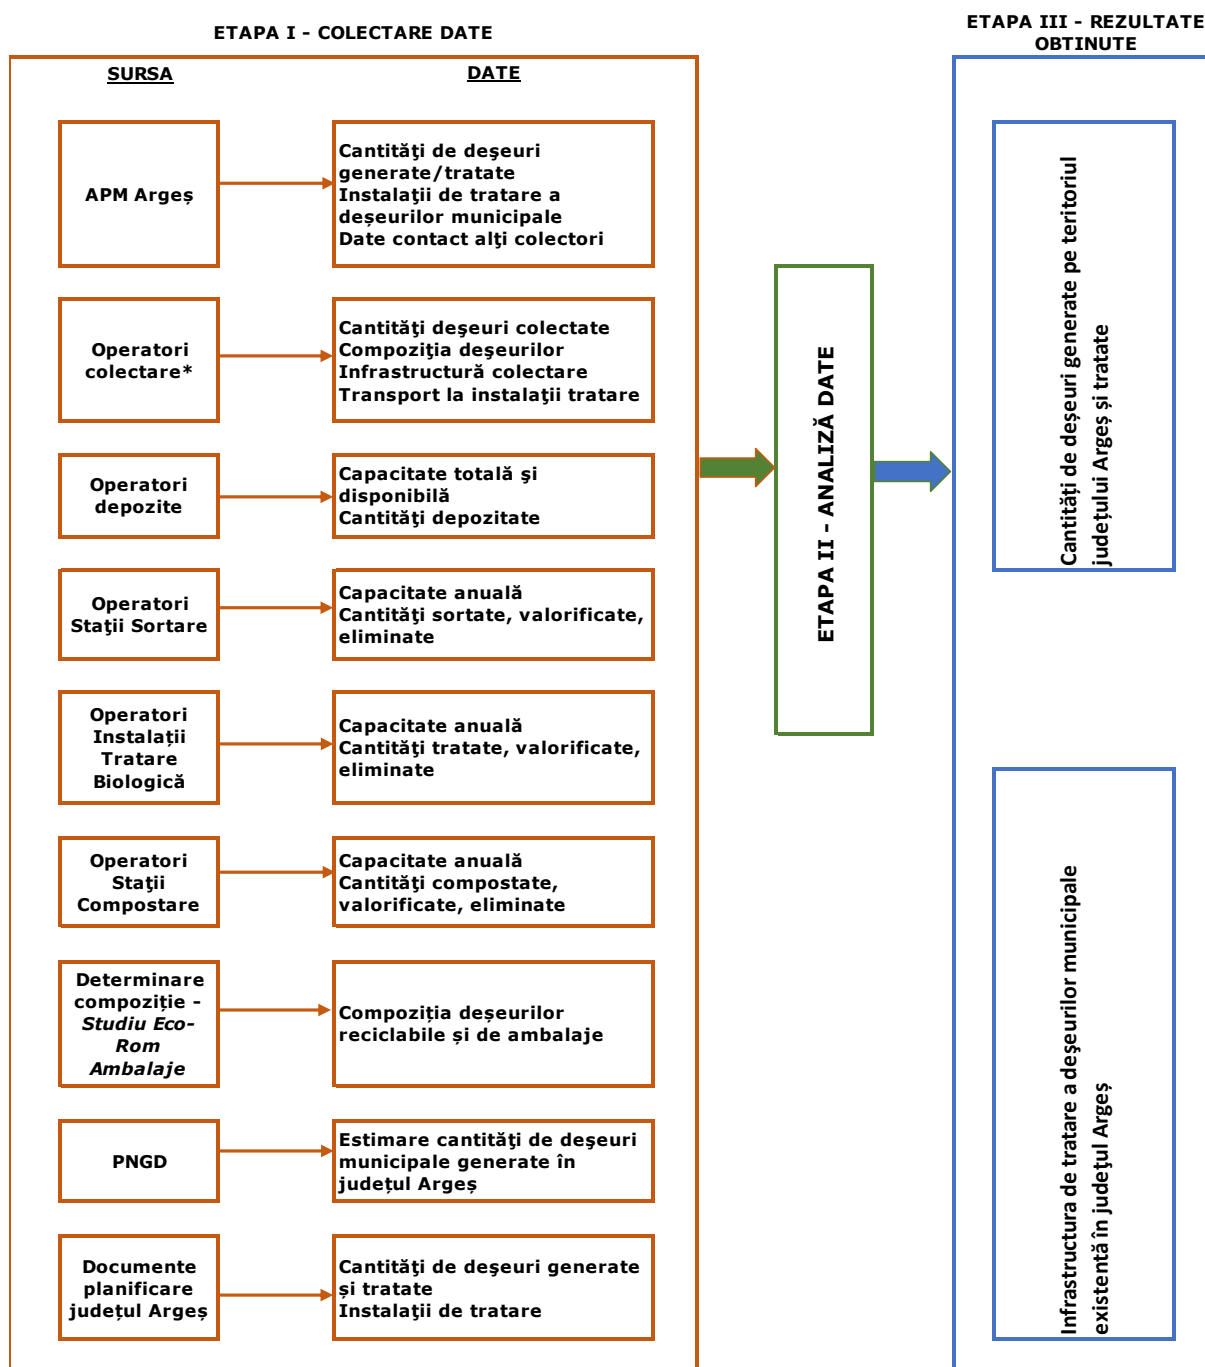 ETAPA I - COLECTARE DATE
SURSA
DATE
APM Argeș
Cantităţi de deşeuri
generate/tratate
Instalaţii de tratare a
deșeurilor municipale
Date contact alţi colectori
Operatori
colectare*
Cantităţi deşeuri colectate
Compoziţia deşeurilor
Infrastructură colectare
Transport la instalaţii tratare
Operatori
depozite
Capacitate totală şi
disponibilă
Cantităţi depozitate
Operatori
Staţii Sortare
Capacitate anuală
Cantităţi sortate, valorificate,
eliminate
Operatori
Instalații
Tratare
Biologică
Capacitate anuală
Cantităţi tratate, valorificate,
eliminate
Operatori
Staţii
Compostare
Capacitate anuală
Cantităţi compostate,
valorificate, eliminate
Determinare
compoziție -
Studiu Eco-
Rom
Ambalaje
Compoziția deșeurilor
reciclabile și de ambalaje
PNGD
Estimare cantităţi de deşeuri
municipale generate în
județul Argeș
Documente
planificare
județul Argeș
Cantităţi de deşeuri generate
și tratate
Instalaţii de tratare
ETAPA II - ANALIZĂ DATE
ETAPA III - REZULTATE
OBTINUTE
Cantităţi de deșeuri generate pe teritoriul
județului Argeș și tratate
Infrastructura de tratare a deşeurilor municipale
existentă în judeţul Argeș